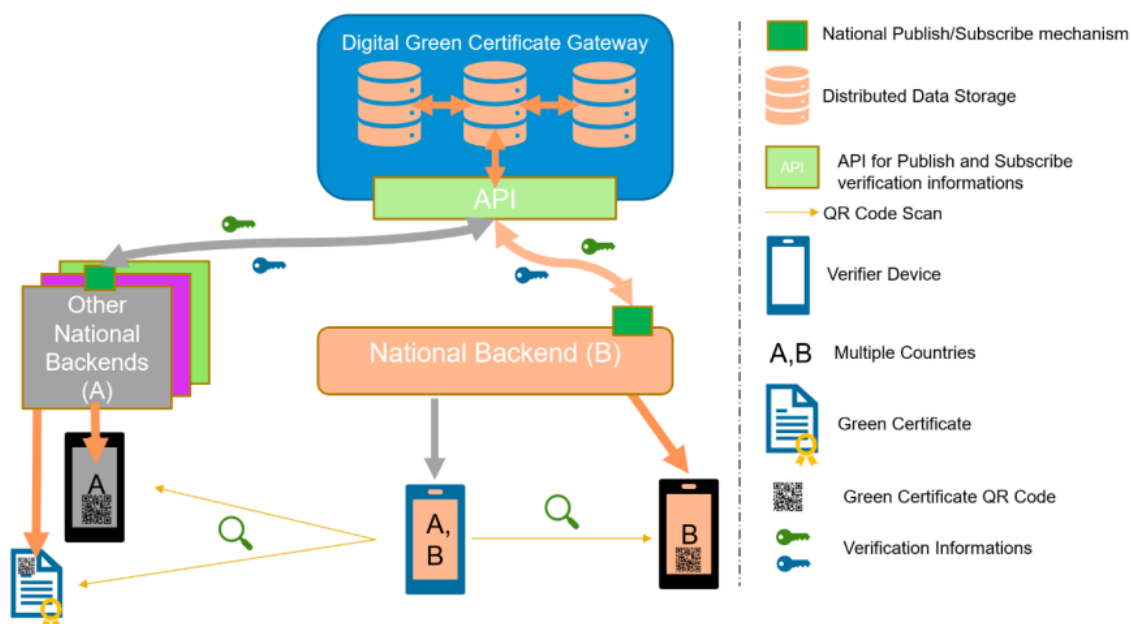 Digital Green Certificate Gateway
API
Other
National
Backends
(A)
National Backend (B)
A
A,
B
B
National Publish/Subscribe mechanism
Distributed Data Storage
API
API for Publish and Subscribe
verification informations
QR Code Scan
Verifier Device
A,B
Multiple Countries
Green Certificate
Green Certificate QR Code
Verification Informations